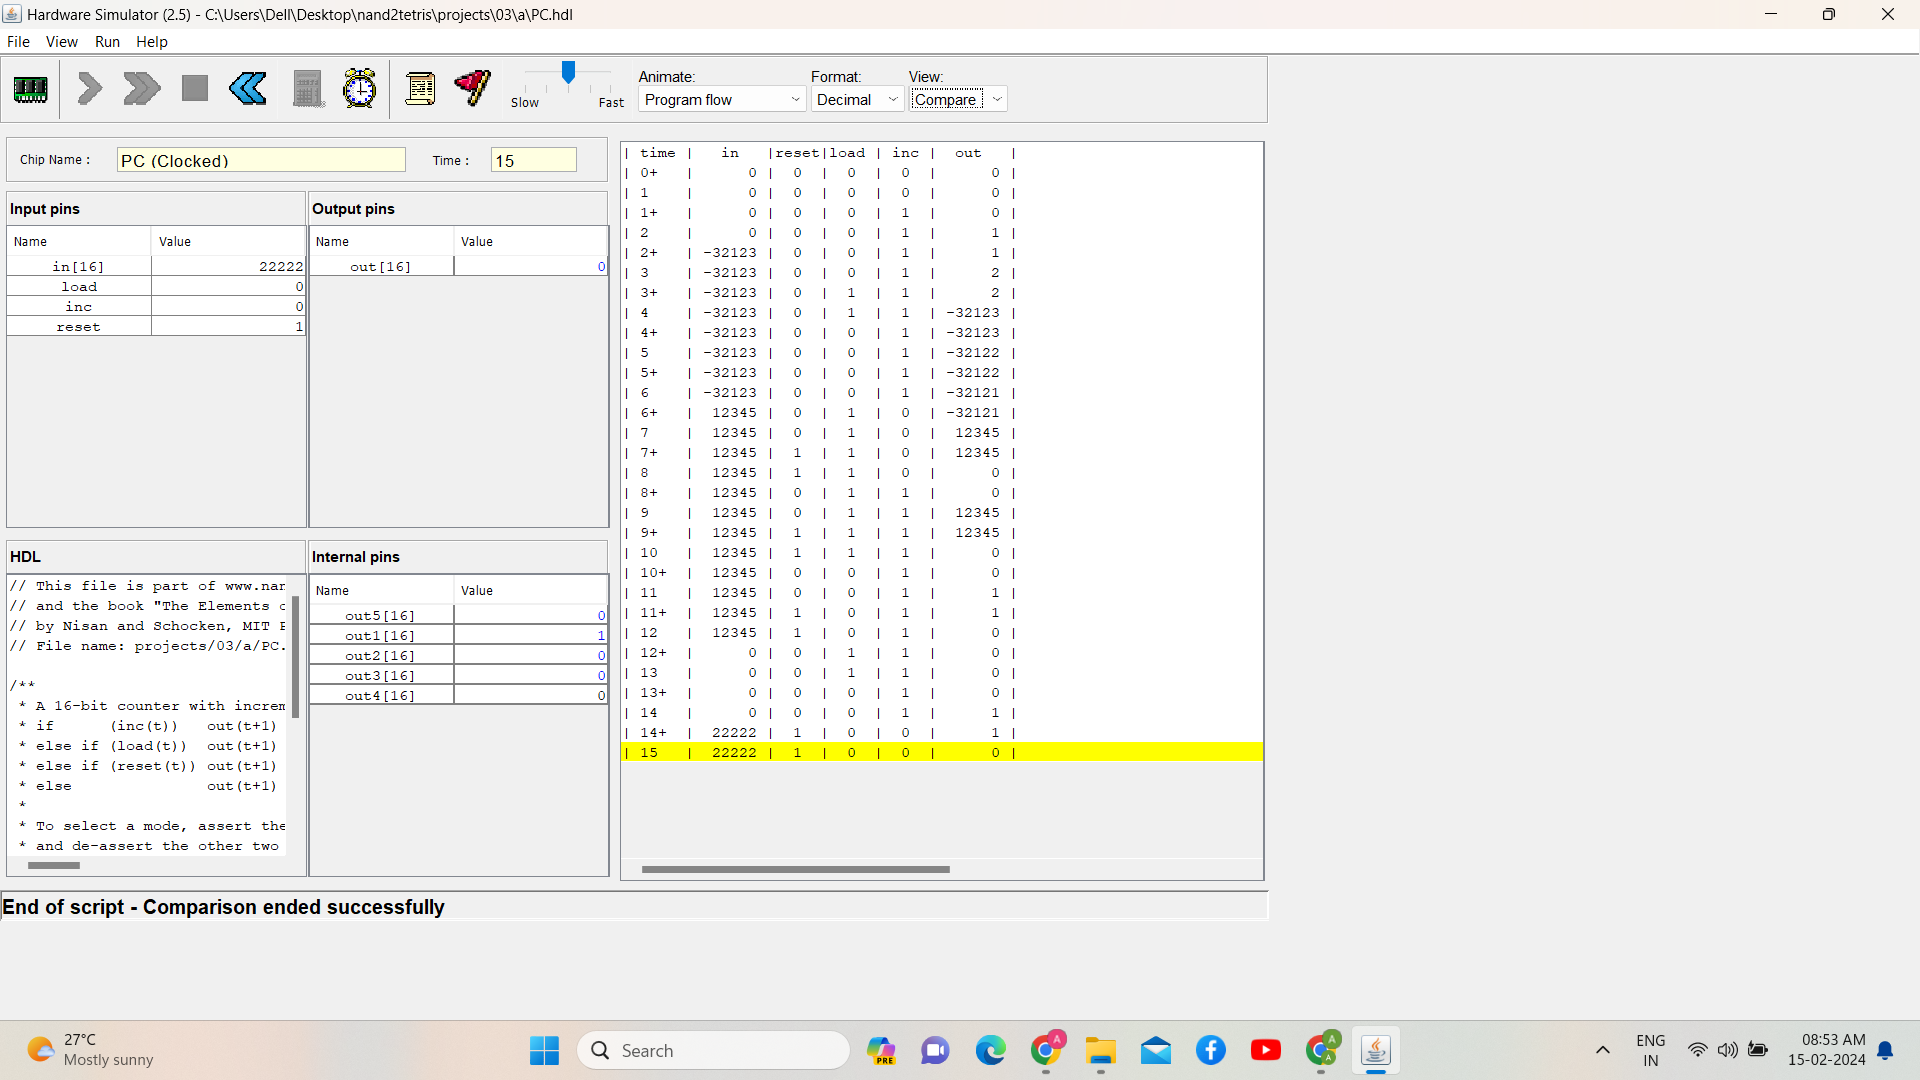 Hardware Simulator (2.5) - C:\Users\Dell\Desktop\nand2tetris\projects\03\a\PC.hdl
File View Run Help
Slow Fast
Animate: Format: View:
Program flow Decimal Compare
Chip Name : PC (Clocked) Time : 15
Input pins
Name Value
in[16] 22222
load 0
inc 0
reset 1
Output pins
Name Value
out[16] 0
HDL
// This file is part of www.nan
// and the book "The Elements o
// by Nisan and Schocken, MIT P
// File name: projects/03/a/PC.
/**
* A 16-bit counter with increm
* if (inc(t)) out(t+1)
* else if (load(t)) out(t+1)
* else if (reset(t)) out(t+1)
* else out(t+1)
*
* To select a mode, assert the
* and de-assert the other two
Internal pins
Name Value
out5[16] 0
out1[16] 1
out2[16] 0
out3[16] 0
out4[16] 0
| time | in |reset|load | inc | out |
| 0+ | 0 | 0 | 0 | 0 | 0 |
| 1 | 0 | 0 | 0 | 0 | 0 |
| 1+ | 0 | 0 | 0 | 1 | 0 |
| 2 | 0 | 0 | 0 | 1 | 1 |
| 2+ | -32123 | 0 | 0 | 1 | 1 |
| 3 | -32123 | 0 | 0 | 1 | 2 |
| 3+ | -32123 | 0 | 1 | 1 | 2 |
| 4 | -32123 | 0 | 1 | 1 | -32123 |
| 4+ | -32123 | 0 | 0 | 1 | -32123 |
| 5 | -32123 | 0 | 0 | 1 | -32122 |
| 5+ | -32123 | 0 | 0 | 1 | -32122 |
| 6 | -32123 | 0 | 0 | 1 | -32121 |
| 6+ | 12345 | 0 | 1 | 0 | -32121 |
| 7 | 12345 | 0 | 1 | 0 | 12345 |
| 7+ | 12345 | 1 | 1 | 0 | 12345 |
| 8 | 12345 | 1 | 1 | 0 | 0 |
| 8+ | 12345 | 0 | 1 | 1 | 0 |
| 9 | 12345 | 0 | 1 | 1 | 12345 |
| 9+ | 12345 | 1 | 1 | 1 | 12345 |
| 10 | 12345 | 1 | 1 | 1 | 0 |
| 10+ | 12345 | 0 | 0 | 1 | 0 |
| 11 | 12345 | 0 | 0 | 1 | 1 |
| 11+ | 12345 | 1 | 0 | 1 | 1 |
| 12 | 12345 | 1 | 0 | 1 | 0 |
| 12+ | 0 | 0 | 1 | 1 | 0 |
| 13 | 0 | 0 | 1 | 1 | 0 |
| 13+ | 0 | 0 | 0 | 1 | 0 |
| 14 | 0 | 0 | 0 | 1 | 1 |
| 14+ | 22222 | 1 | 0 | 0 | 1 |
| 15 | 22222 | 1 | 0 | 0 | 0 |
End of script - Comparison ended successfully
27°C
Mostly sunny
Search
PRE
A
A
A
ENG
IN
08:53 AM
15-02-2024